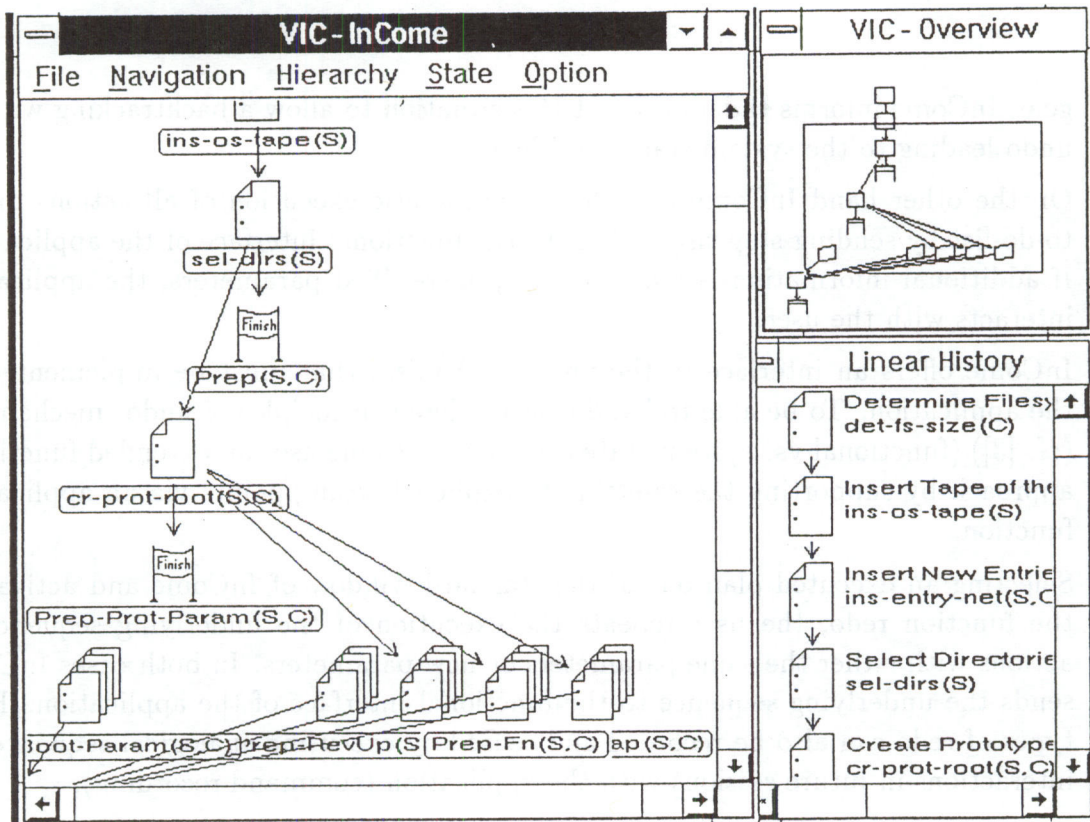 VIC - InCome
File Navigation Hierarchy State Option
ins-os-tape(S)
sel-dirs(S)
Finish
Prep(S,C)
cr-prot-root(S,C)
Finish
Prep-Prot-Param(S,C)
Boot-Param(S,C) Prep-RevUp(S Prep-Fn(S,C) ap(S,C)
VIC - Overview
Linear History
Determine Filesy
det-fs-size(C)
Insert Tape of the
ins-os-tape(S)
Insert New Entrie
ins-entry-net(S,C
Select Directorie
sel-dirs(S)
Create Prototype
cr-prot-root(S,C)